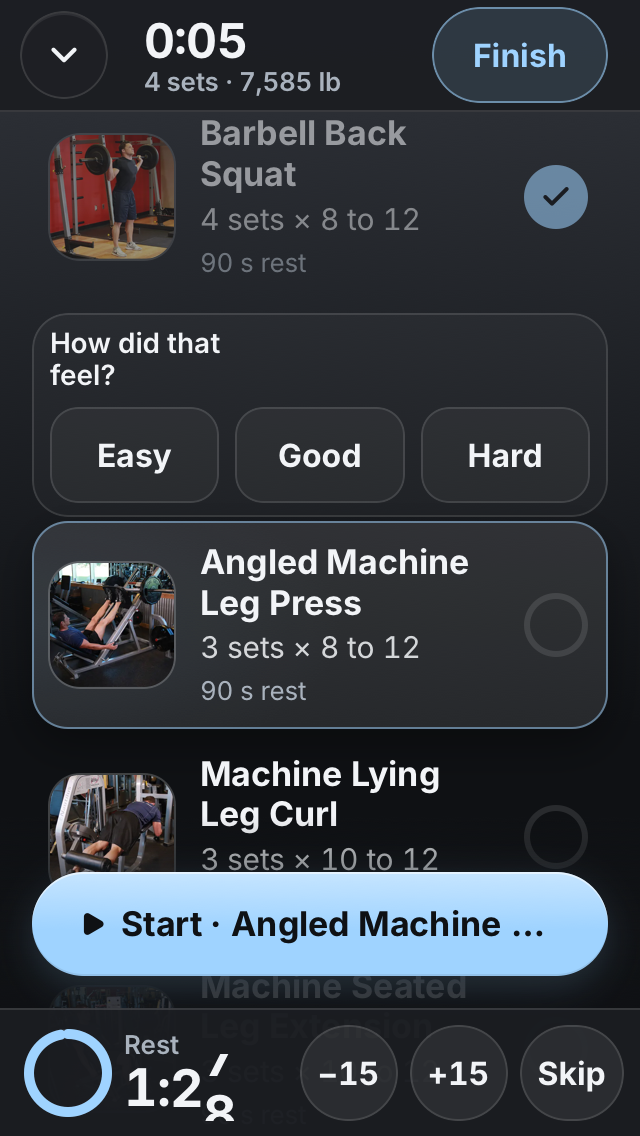 0:05
4 sets · 7,585 lb
Finish
Barbell Back
Squat
4 sets × 8 to 12
90 s rest
How did that
feel?
Easy
Good
Hard
Angled Machine
Leg Press
3 sets × 8 to 12
90 s rest
Machine Lying
Leg Curl
3 sets × 10 to 12
Start · Angled Machine ...
Machine Seated
Leg Extension
Rest
−15
+15
Skip